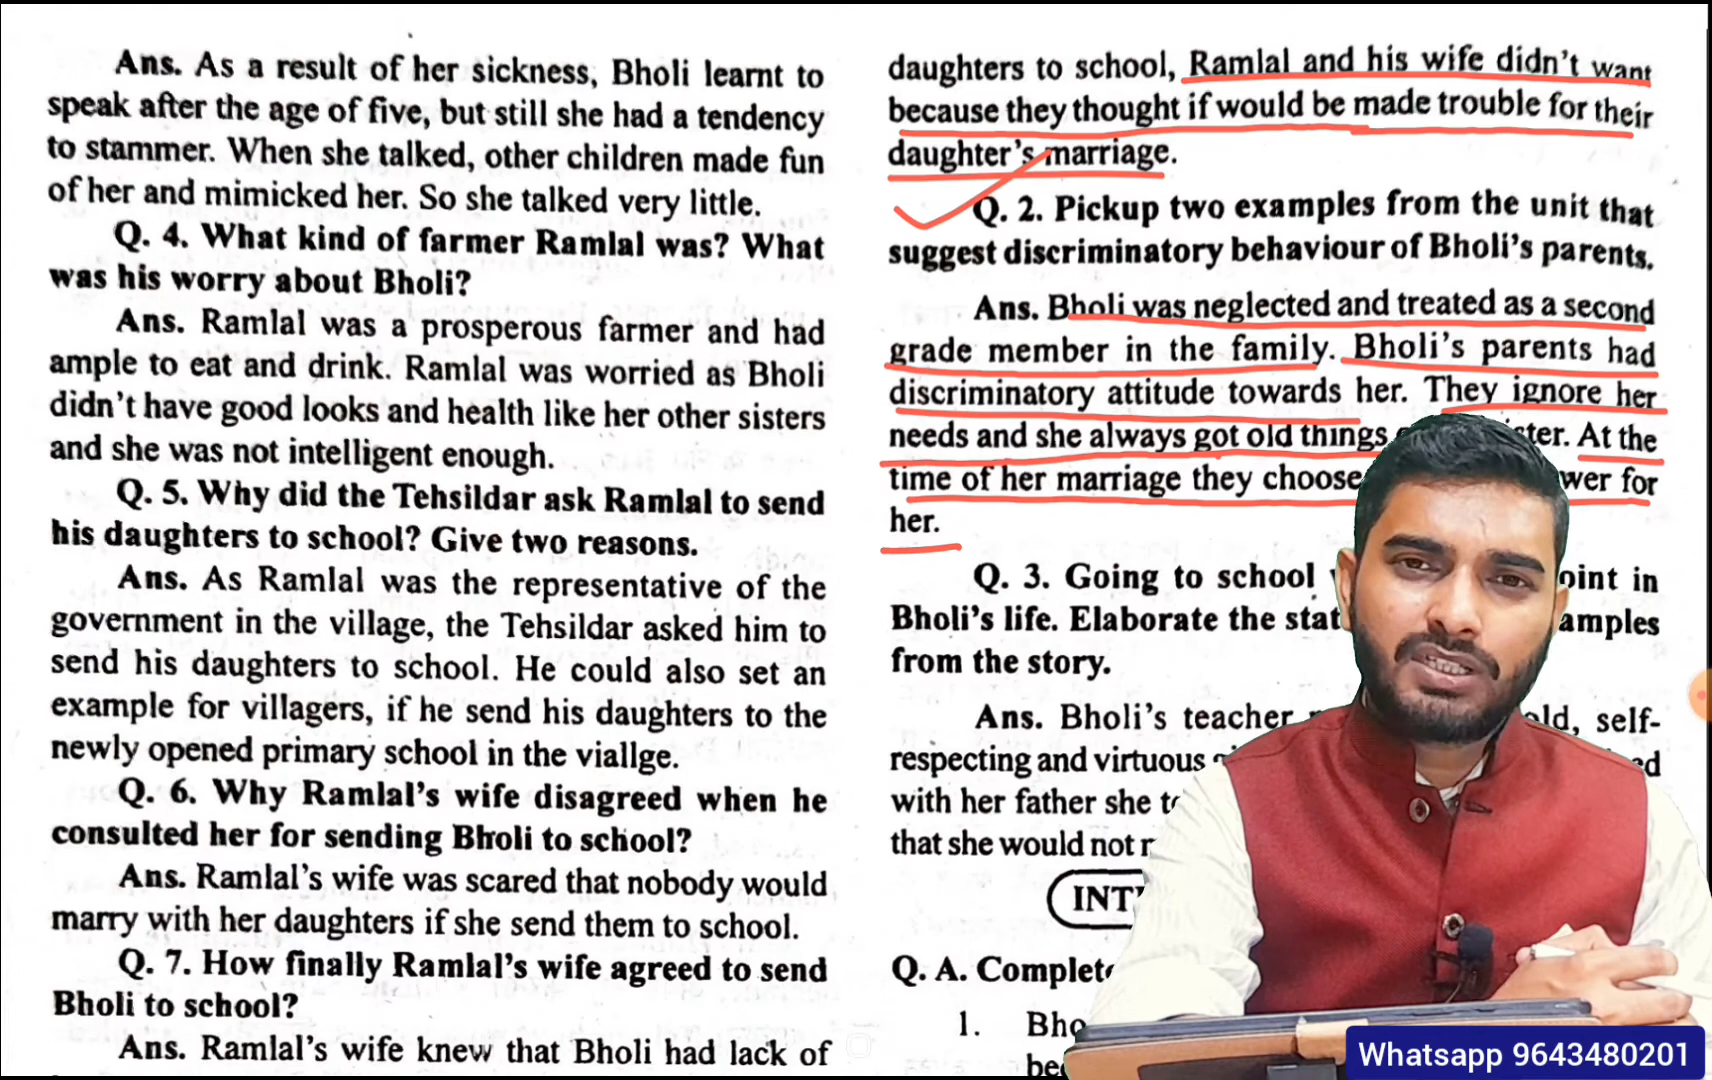 Ans. As a result of her sickness, Bholi learnt to
speak after the age of five, but still she had a tendency
to stammer. When she talked, other children made fun
of her and mimicked her. So she talked very little.
Q. 4. What kind of farmer Ramlal was? What
was his worry about Bholi?
Ans. Ramlal was a prosperous farmer and had
ample to eat and drink. Ramlal was worried as Bholi
didn't have good looks and health like her other sisters
and she was not intelligent enough.
Q. 5. Why did the Tehsildar ask Ramlal to send
his daughters to school? Give two reasons.
Ans. As Ramlal was the representative of the
government in the village, the Tehsildar asked him to
send his daughters to school. He could also set an
example for villagers, if he send his daughters to the
newly opened primary school in the viallge.
Q. 6. Why Ramlal's wife disagreed when he
consulted her for sending Bholi to school?
Ans. Ramlal's wife was scared that nobody would
marry with her daughters if she send them to school.
Q. 7. How finally Ramlal's wife agreed to send
Bholi to school?
Ans. Ramlal's wife knew that Bholi had lack of
daughters to school, Ramlal and his wife didn't want
because they thought if would be made trouble for their
daughter's marriage.
Q. 2. Pickup two examples from the unit that
suggest discriminatory behaviour of Bholi's parents.
Ans. Bholi was neglected and treated as a second
grade member in the family. Bholi's parents had
discriminatory attitude towards her. They ignore her
needs and she always got old things At the
time of her marriage they choose for
her.
Q. 3. Going to school in
Bholi's life. Elaborate the
from the story.
Ans. Bholi's teacher self-
respecting and virtuous
with her father she
that she would not
Q. A. Complete
1.
Whatsapp 9643480201